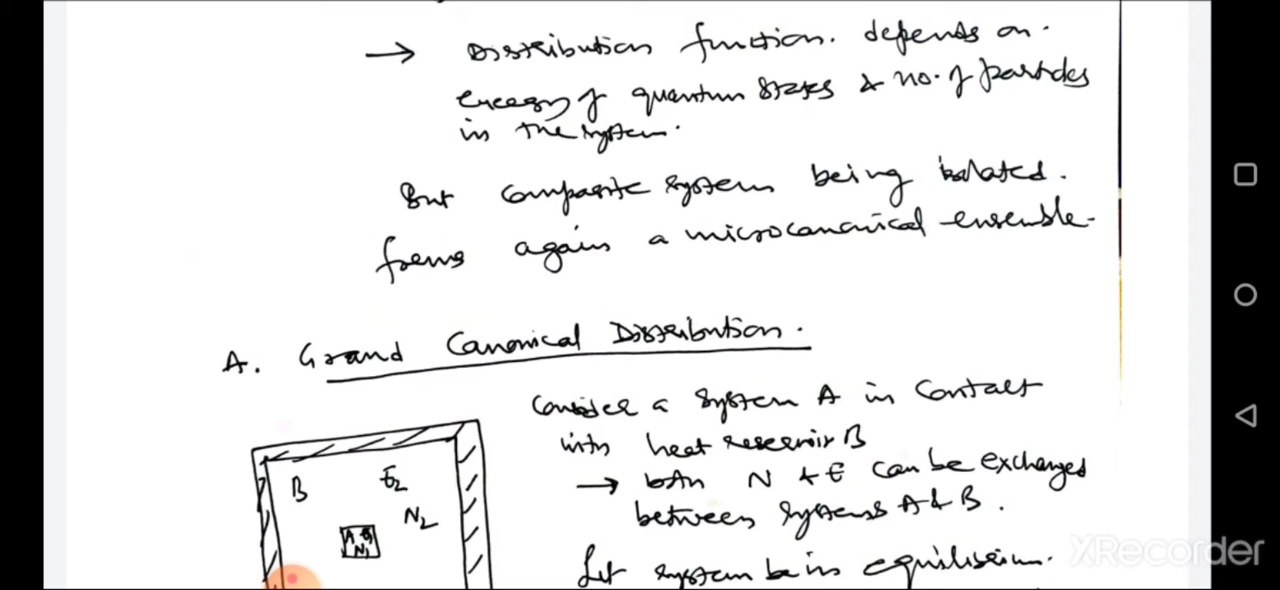 → Distribution function. depends on.
energy of quantum states & no. of particles
in the system.
But composite system being isolated.
forms again a microcanonical ensemble.
A. Grand Canonical Distribution.
Consider a system A in contact
with heat reservoir B
→ both N & E can be exchanged
between systems A & B.
Let system be in equilibrium.
B E2
N2
A E1
N1
XRecorder